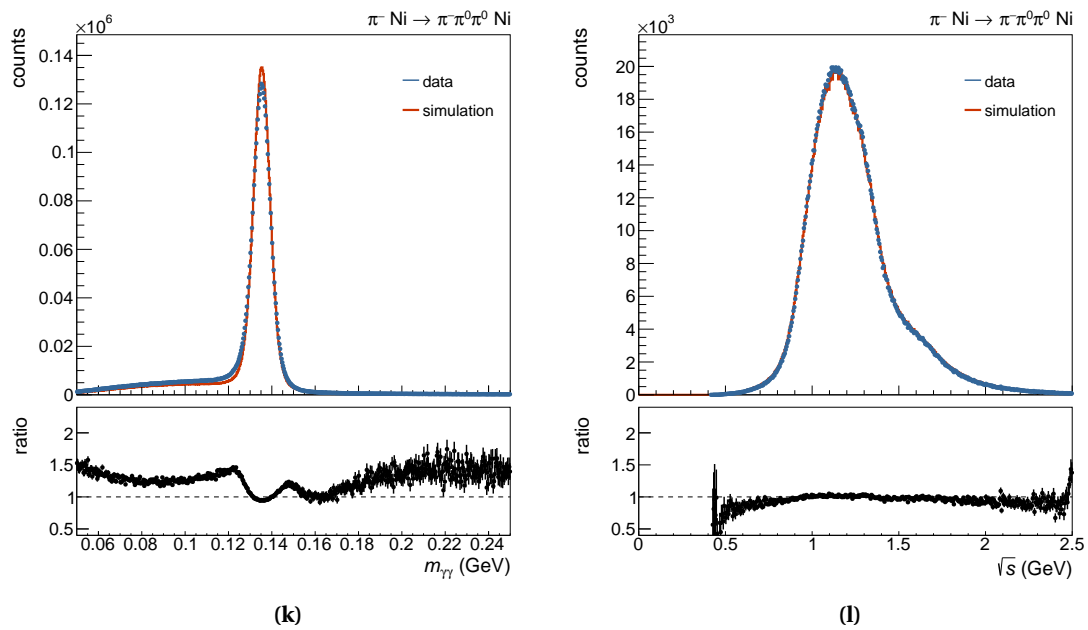 π⁻ Ni → π⁻π⁰π⁰ Ni
×10⁶
counts
0.14
0.12
0.1
0.08
0.06
0.04
0.02
0
data
simulation
ratio
2
1.5
1
0.5
0.06 0.08 0.1 0.12 0.14 0.16 0.18 0.2 0.22 0.24
m_γγ (GeV)
(k)
π⁻ Ni → π⁻π⁰π⁰ Ni
×10³
counts
20
18
16
14
12
10
8
6
4
2
0
data
simulation
ratio
2
1.5
1
0.5
0 0.5 1 1.5 2 2.5
√s (GeV)
(l)